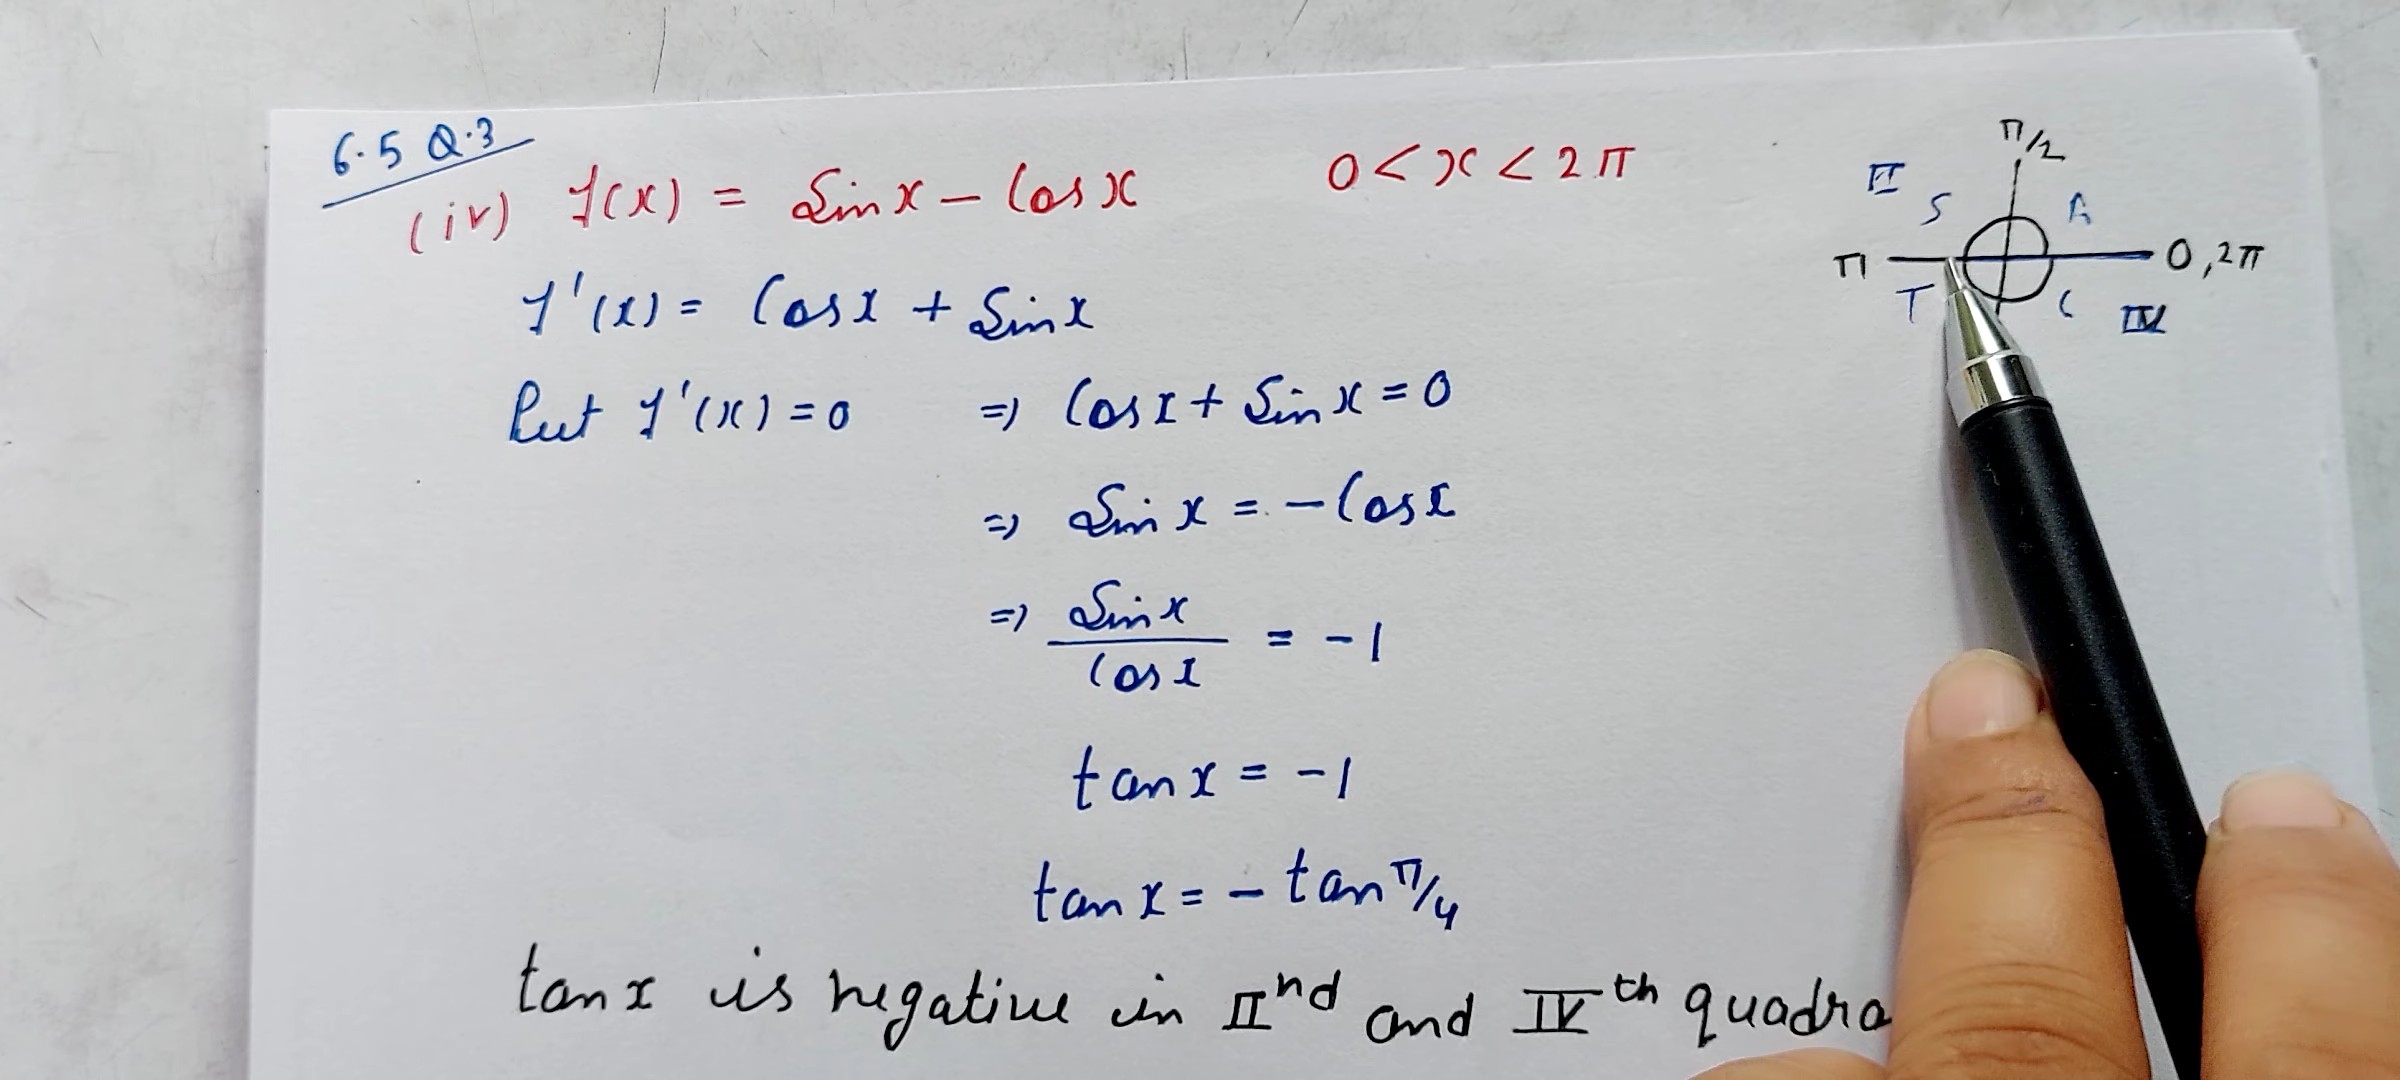 6.5 Q.3
(iv) f(x) = Sin x - Cos x 0 < x < 2π
f'(x) = Cos x + Sin x
Put f'(x) = 0 => Cos x + Sin x = 0
=> Sin x = - Cos x
=> Sin x / Cos x = -1
tan x = -1
tan x = - tan π/4
tan x is negative in IInd and IVth quadra
π/2
II S A
π 0, 2π
T C IV